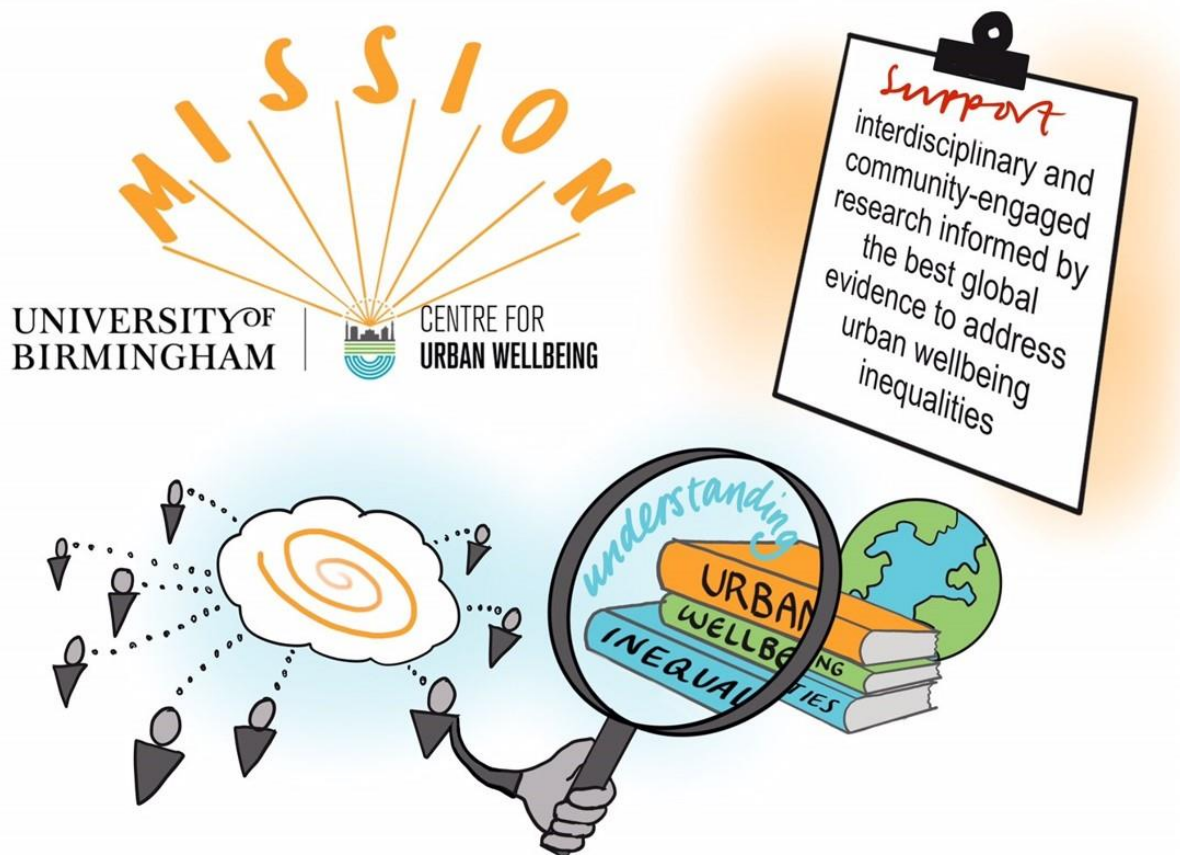 MISSION
UNIVERSITY OF
BIRMINGHAM
CENTRE FOR
URBAN WELLBEING
Support
interdisciplinary and
community-engaged
research informed by
the best global
evidence to address
urban wellbeing
inequalities
understanding
URBAN
WELLBEING
INEQUALITIES